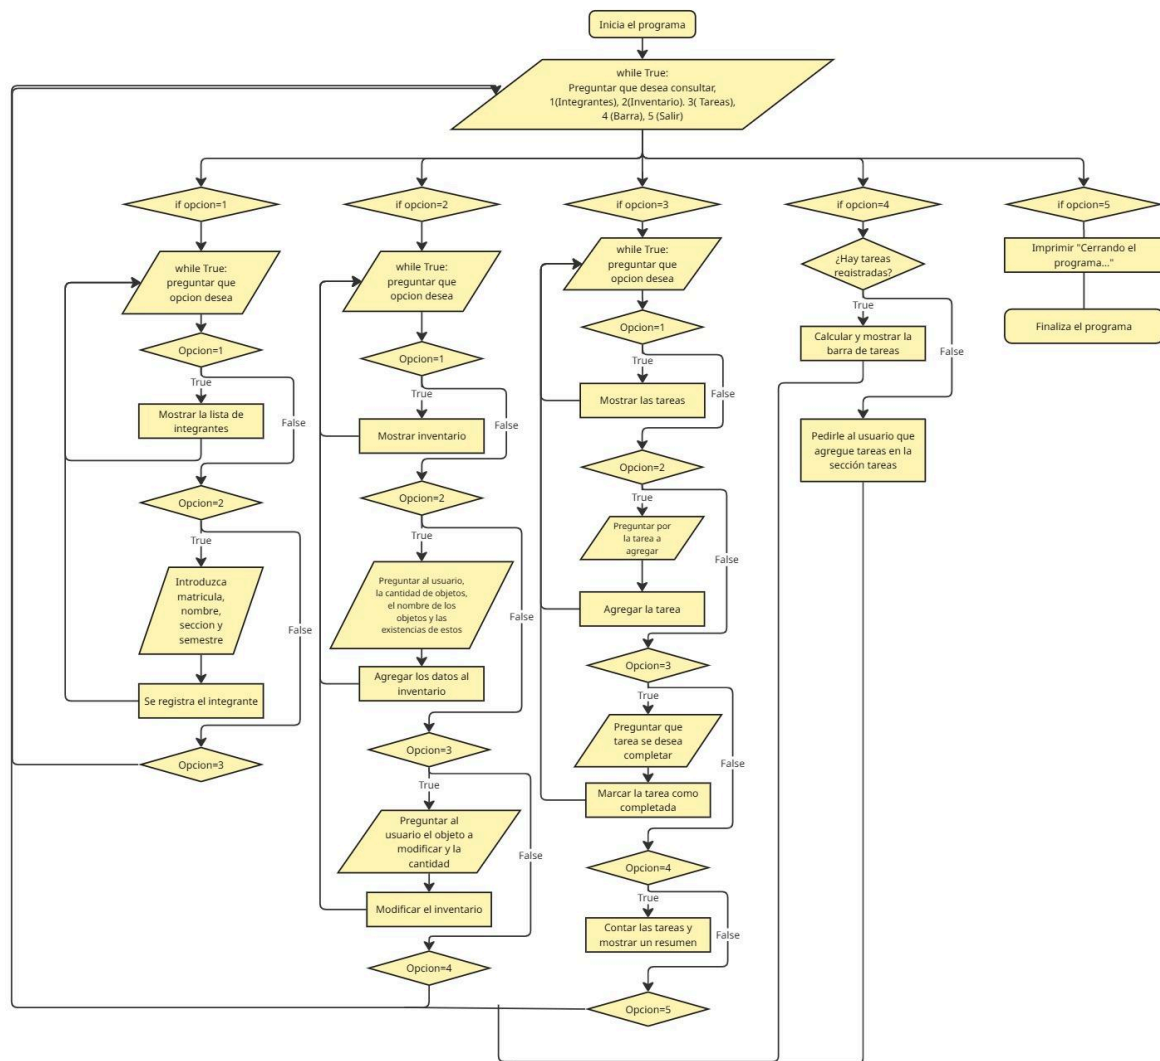 Inicia el programa
while True:
Preguntar que desea consultar,
1(Integrantes), 2(Inventario). 3( Tareas),
4 (Barra), 5 (Salir)
if opcion=1
while True:
preguntar que
opcion desea
Opcion=1
True
False
Mostrar la lista de
integrantes
Opcion=2
True
False
Introduzca
matricula,
nombre,
seccion y
semestre
Se registra el integrante
Opcion=3
if opcion=2
while True:
preguntar que
opcion desea
Opcion=1
True
False
Mostrar inventario
Opcion=2
True
False
Preguntar al usuario,
la cantidad de objetos,
el nombre de los
objetos y las
existencias de estos
Agregar los datos al
inventario
Opcion=3
True
False
Preguntar al
usuario el objeto a
modificar y la
cantidad
Modificar el inventario
Opcion=4
if opcion=3
while True:
preguntar que
opcion desea
Opcion=1
True
False
Mostrar las tareas
Opcion=2
True
False
Preguntar por
la tarea a
agregar
Agregar la tarea
Opcion=3
True
False
Preguntar que
tarea se desea
completar
Marcar la tarea como
completada
Opcion=4
True
False
Contar las tareas y
mostrar un resumen
Opcion=5
if opcion=4
¿Hay tareas
registradas?
True
False
Calcular y mostrar la
barra de tareas
Pedirle al usuario que
agregue tareas en la
sección tareas
if opcion=5
Imprimir "Cerrando el
programa..."
Finaliza el programa